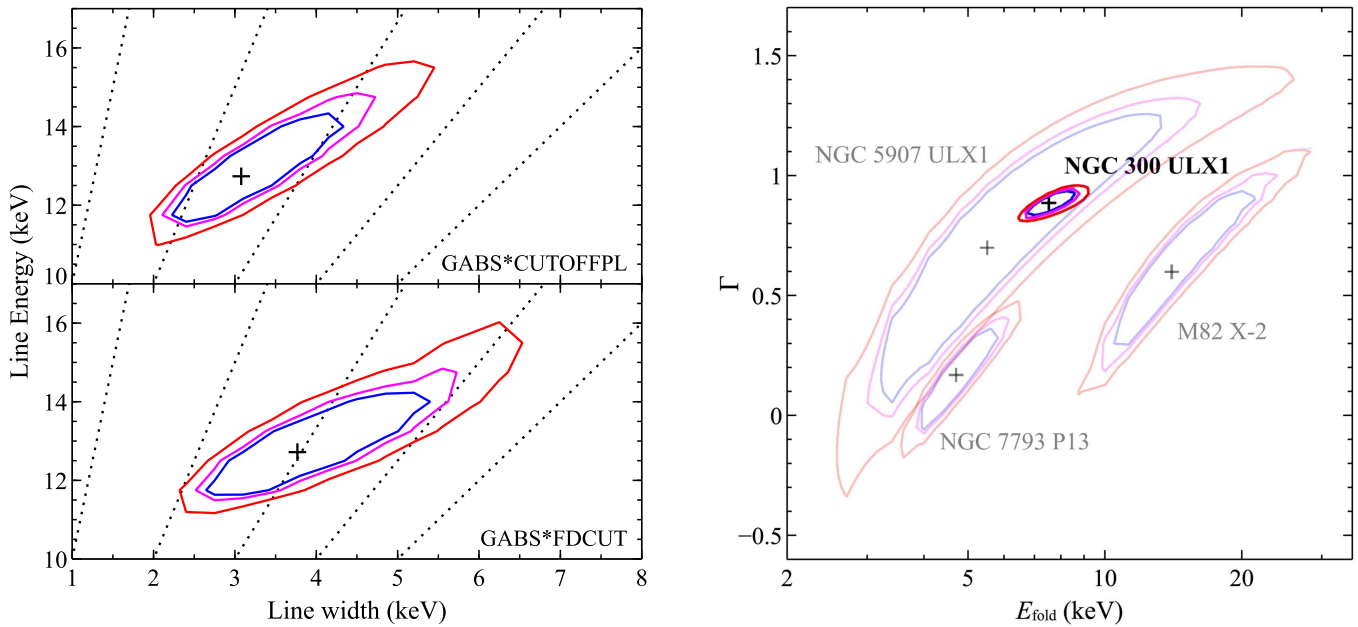 16
14
12
10
GABS*CUTOFFPL
16
14
12
10
GABS*FDCUT
Line Energy (keV)
1 2 3 4 5 6 7 8
Line width (keV)
1.5
1
0.5
0
−0.5
Γ
NGC 5907 ULX1
NGC 300 ULX1
M82 X-2
NGC 7793 P13
2 5 10 20
Efold (keV)